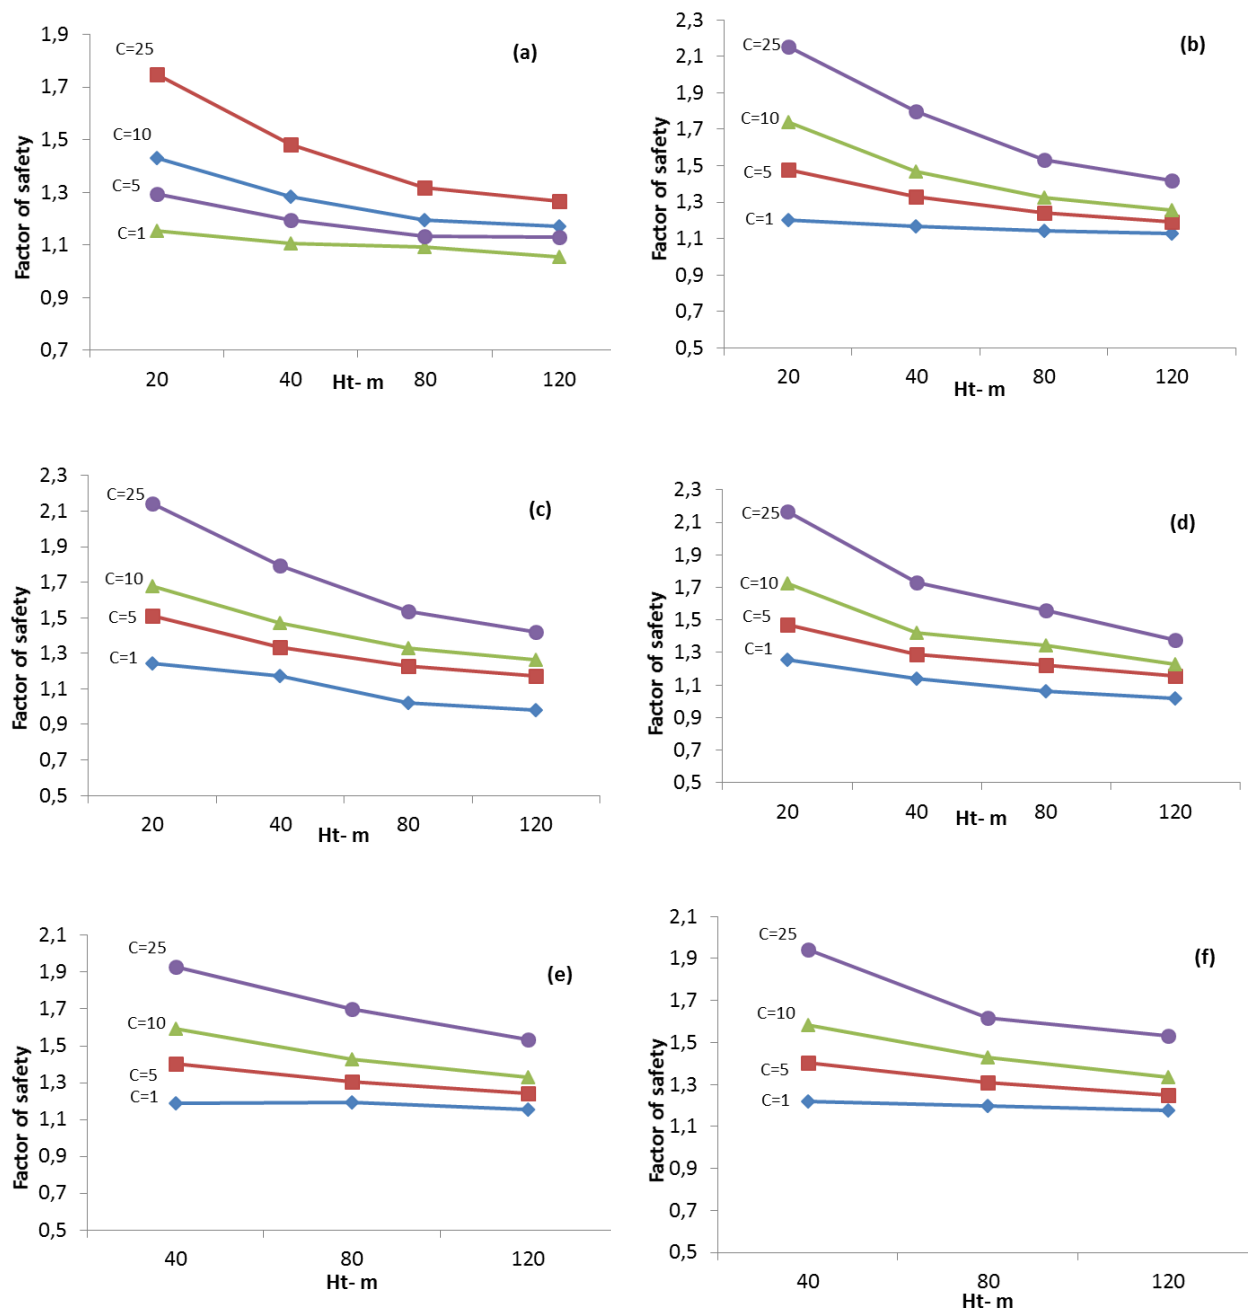 (a)
Factor of safety
1,9
1,7
1,5
1,3
1,1
0,9
0,7
C=25
C=10
C=5
C=1
20
40
80
120
Ht- m
(b)
Factor of safety
2,3
2,1
1,9
1,7
1,5
1,3
1,1
0,9
0,7
0,5
C=25
C=10
C=5
C=1
20
40
80
120
Ht- m
(c)
Factor of safety
2,3
2,1
1,9
1,7
1,5
1,3
1,1
0,9
0,7
0,5
C=25
C=10
C=5
C=1
20
40
80
120
Ht- m
(d)
Factor of safety
2,3
2,1
1,9
1,7
1,5
1,3
1,1
0,9
0,7
0,5
C=25
C=10
C=5
C=1
20
40
80
120
Ht- m
(e)
Factor of safety
2,1
1,9
1,7
1,5
1,3
1,1
0,9
0,7
0,5
C=25
C=10
C=5
C=1
40
80
120
Ht- m
(f)
Factor of safety
2,1
1,9
1,7
1,5
1,3
1,1
0,9
0,7
0,5
C=25
C=10
C=5
C=1
40
80
120
Ht- m